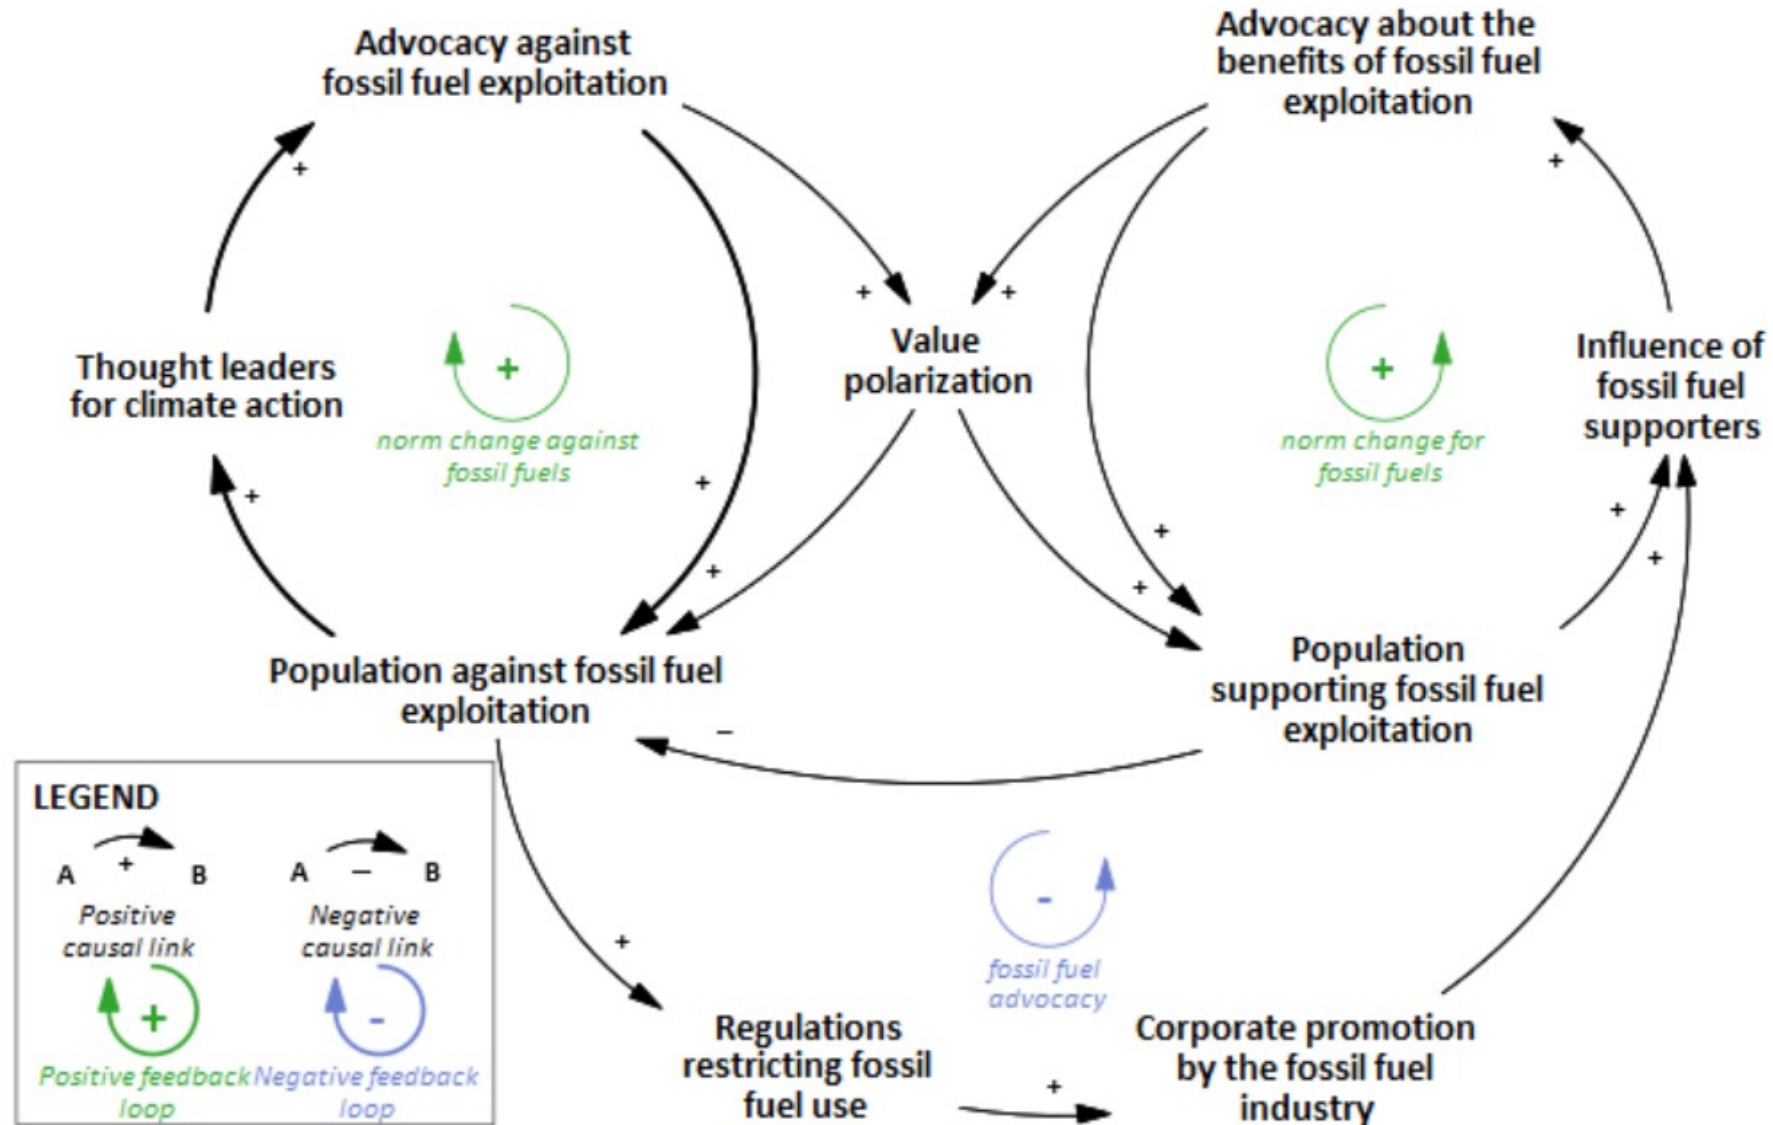 Advocacy against
fossil fuel exploitation
Advocacy about the
benefits of fossil fuel
exploitation
+
+
+
+
Value
polarization
Thought leaders
for climate action
+
norm change against
fossil fuels
+
norm change for
fossil fuels
Influence of
fossil fuel
supporters
+
+
+
+
+
+
+
Population against fossil fuel
exploitation
Population
supporting fossil fuel
exploitation
–
LEGEND
A + B
A – B
Positive
causal link
Negative
causal link
+
-
Positive feedback
loop
Negative feedback
loop
+
-
fossil fuel
advocacy
Regulations
restricting fossil
fuel use
+
Corporate promotion
by the fossil fuel
industry